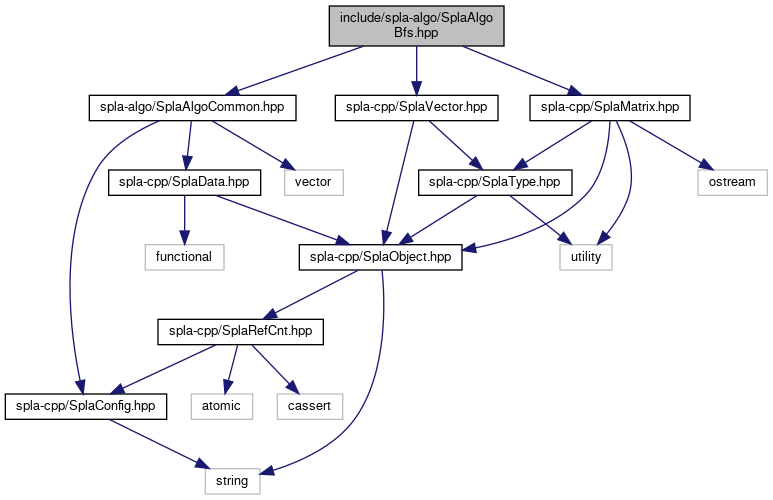 include/spla-algo/SplaAlgo
Bfs.hpp
spla-algo/SplaAlgoCommon.hpp
spla-cpp/SplaVector.hpp
spla-cpp/SplaMatrix.hpp
spla-cpp/SplaData.hpp
vector
spla-cpp/SplaType.hpp
ostream
functional
spla-cpp/SplaObject.hpp
utility
spla-cpp/SplaRefCnt.hpp
spla-cpp/SplaConfig.hpp
atomic
cassert
string